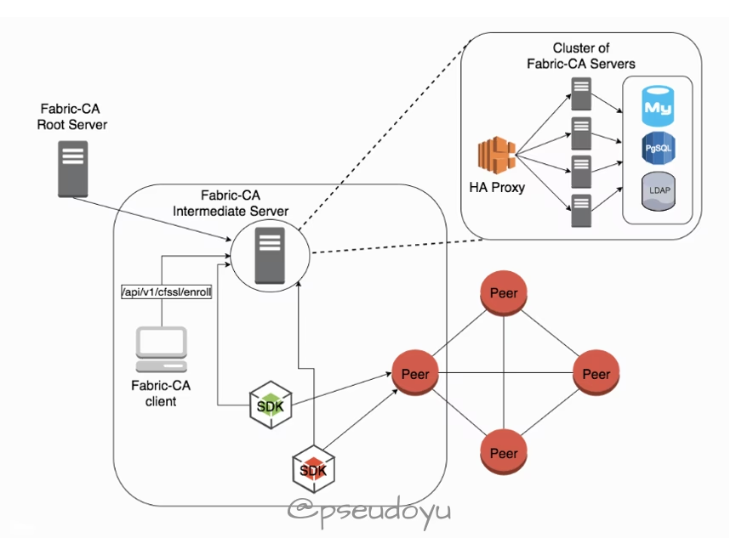 Cluster of
Fabric-CA Servers
Fabric-CA
Root Server
My
PgSQL
HA Proxy
LDAP
Fabric-CA
Intermediate Server
/api/v1/cfssl/enroll
Peer
Fabric-CA
client
Peer
Peer
SDK
Peer
SDK
@pseudoyu